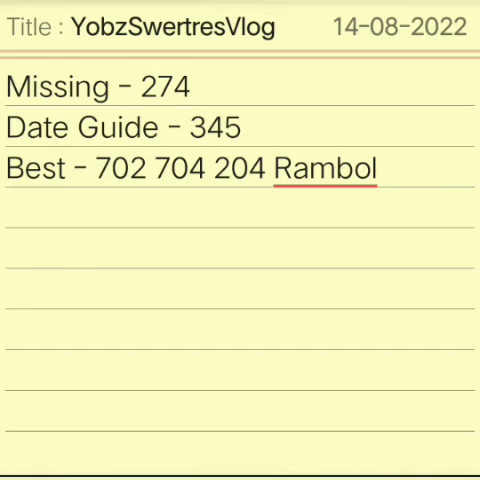 Title : YobzSwertresVlog 14-08-2022
Missing - 274
Date Guide - 345
Best - 702 704 204 Rambol